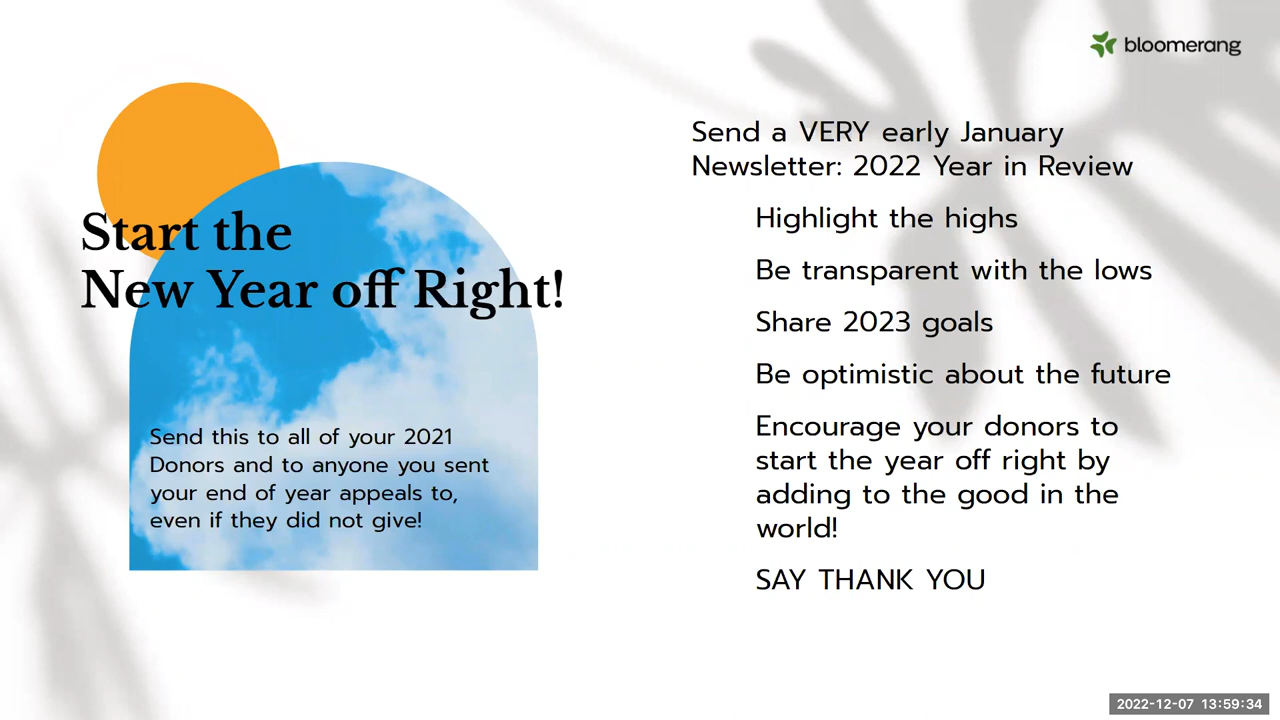 bloomerang
Start the
New Year off Right!
Send this to all of your 2021
Donors and to anyone you sent
your end of year appeals to,
even if they did not give!
Send a VERY early January
Newsletter: 2022 Year in Review
Highlight the highs
Be transparent with the lows
Share 2023 goals
Be optimistic about the future
Encourage your donors to
start the year off right by
adding to the good in the
world!
SAY THANK YOU
2022-12-07 13:59:34